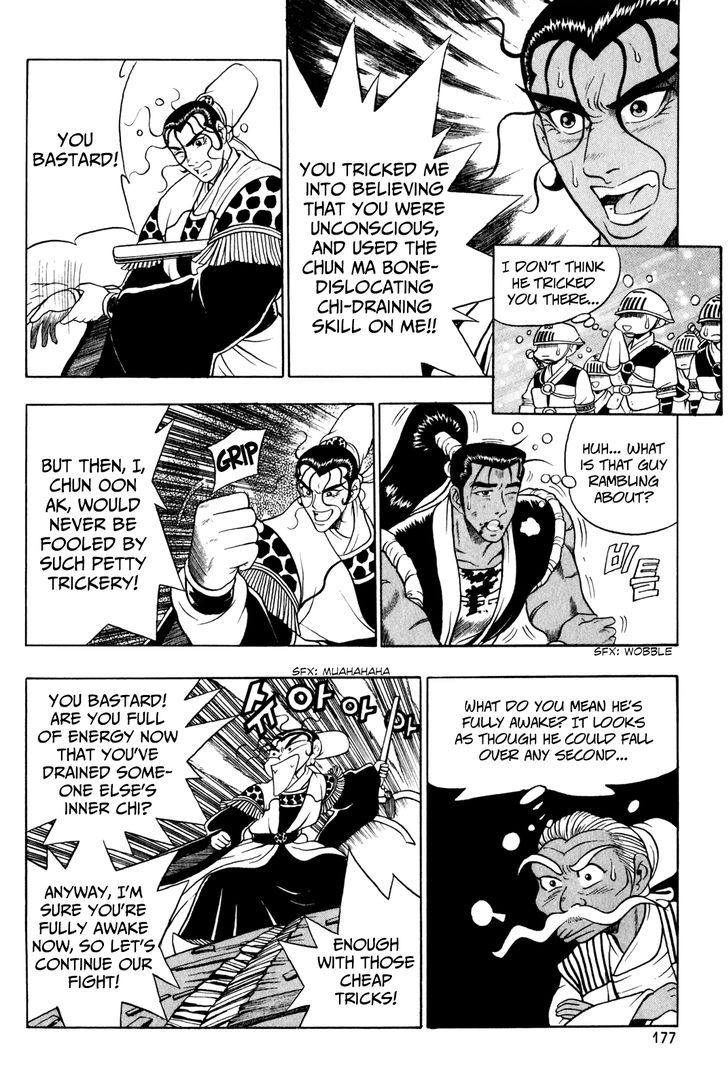 YOU
BASTARD!
YOU TRICKED ME
INTO BELIEVING
THAT YOU WERE
UNCONSCIOUS,
AND USED THE
CHUN MA BONE-
DISLOCATING
CHI-DRAINING
SKILL ON ME!!
I DON'T THINK
HE TRICKED
YOU THERE...
BUT THEN, I,
CHUN OON
AK, WOULD
NEVER BE
FOOLED BY
SUCH PETTY
TRICKERY!
GRIP
HUH... WHAT
IS THAT GUY
RAMBLING
ABOUT?
비틀
SFX: WOBBLE
SFX: MUAHAHAHA
슈아아아
YOU BASTARD!
ARE YOU FULL
OF ENERGY NOW
THAT YOU'VE
DRAINED SOME-
ONE ELSE'S
INNER CHI?
ANYWAY, I'M
SURE YOU'RE
FULLY AWAKE
NOW, SO LET'S
CONTINUE OUR
FIGHT!
ENOUGH
WITH THOSE
CHEAP
TRICKS!
WHAT DO YOU MEAN HE'S
FULLY AWAKE? IT LOOKS
AS THOUGH HE COULD FALL
OVER ANY SECOND...
177